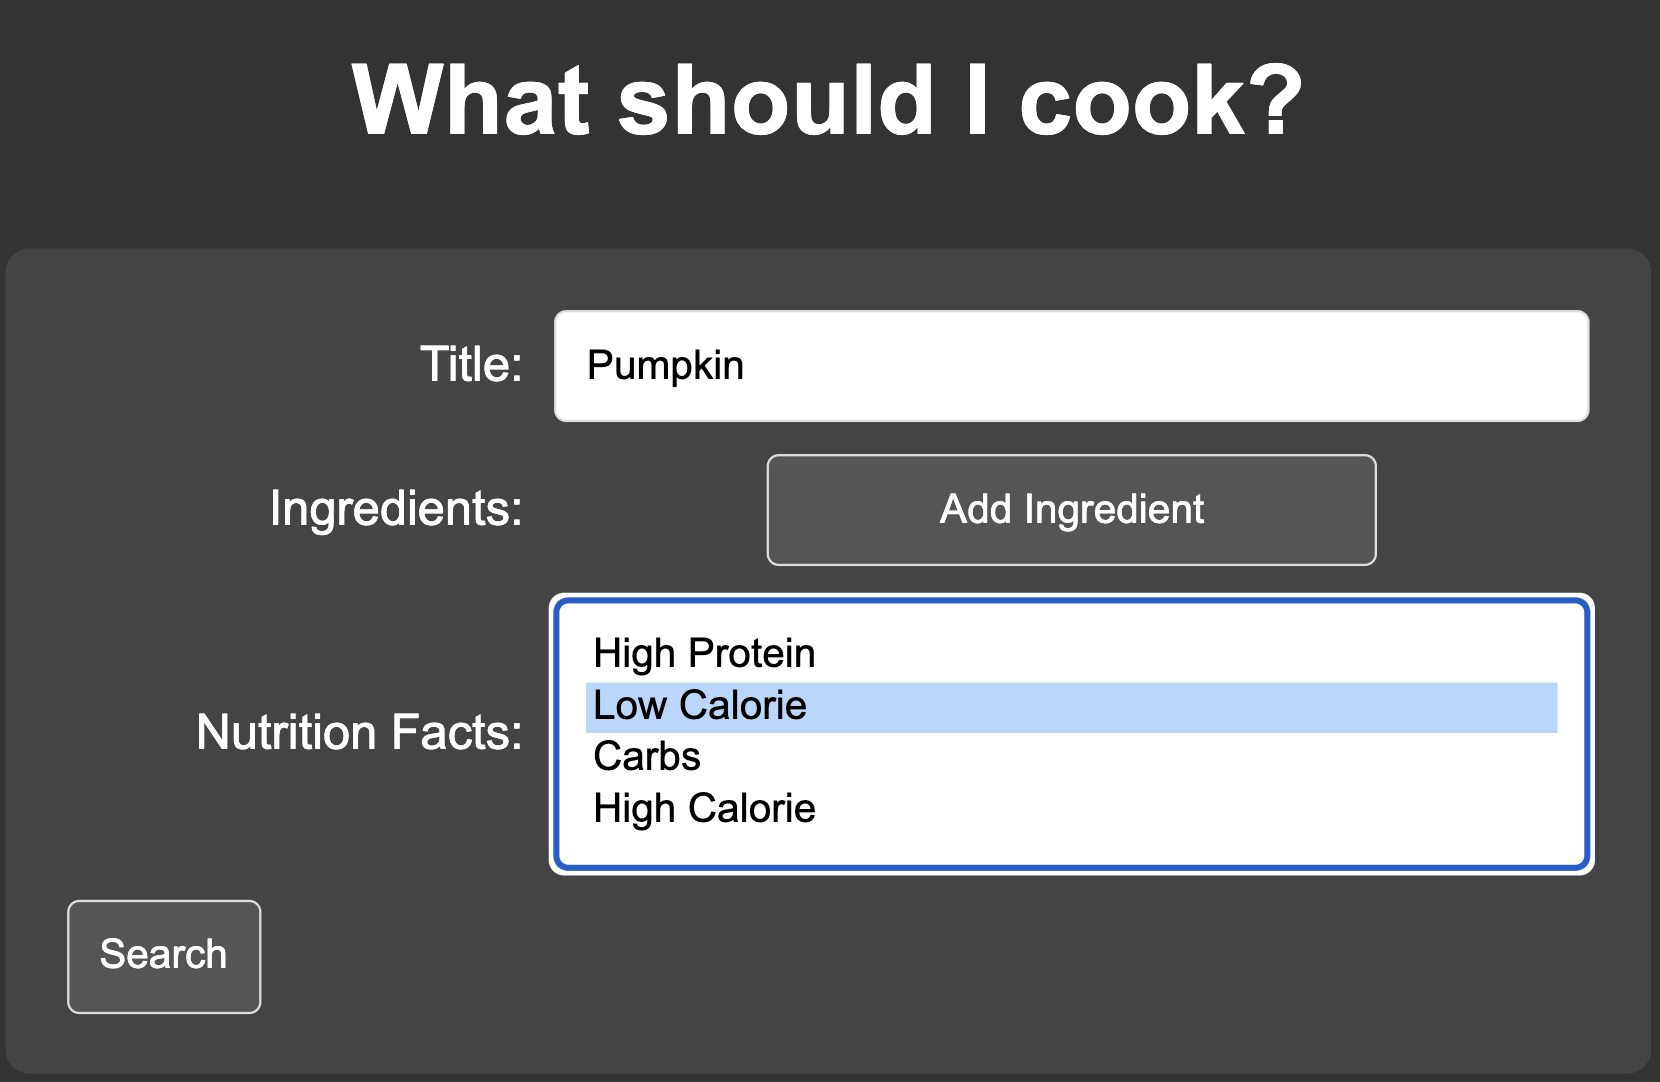 What should I cook?
Title: Pumpkin
Ingredients: Add Ingredient
Nutrition Facts:
High Protein
Low Calorie
Carbs
High Calorie
Search